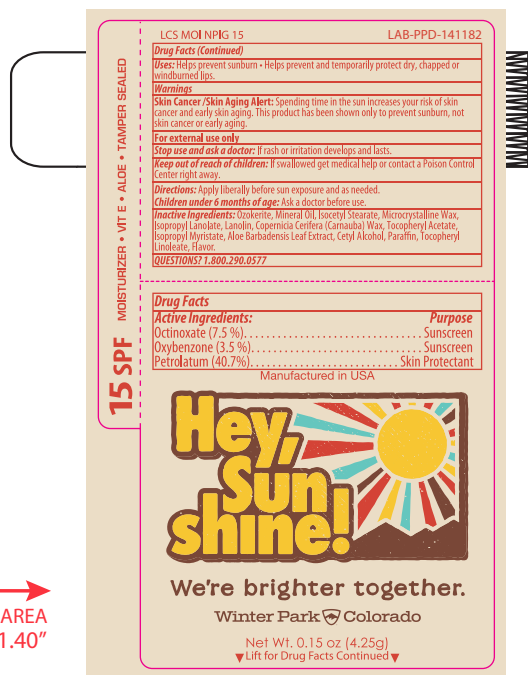 LCS MOI NPIG 15 LAB-PPD-141182
Drug Facts (Continued)
Uses: Helps prevent sunburn • Helps prevent and temporarily protect dry, chapped or
windburned lips.
Warnings
Skin Cancer /Skin Aging Alert: Spending time in the sun increases your risk of skin
cancer and early skin aging. This product has been shown only to prevent sunburn, not
skin cancer or early aging.
For external use only
Stop use and ask a doctor: If rash or irritation develops and lasts.
Keep out of reach of children: If swallowed get medical help or contact a Poison Control
Center right away.
Directions: Apply liberally before sun exposure and as needed.
Children under 6 months of age: Ask a doctor before use.
Inactive Ingredients: Ozokerite, Mineral Oil, Isocetyl Stearate, Microcrystalline Wax,
Isopropyl Lanolate, Lanolin, Copernicia Cerifera (Carnauba) Wax, Tocopheryl Acetate,
Isopropyl Myristate, Aloe Barbadensis Leaf Extract, Cetyl Alcohol, Paraffin, Tocopheryl
Linoleate, Flavor.
QUESTIONS? 1.800.290.0577
15 SPF MOISTURIZER • VIT E • ALOE • TAMPER SEALED
Drug Facts
Active Ingredients: Purpose
Octinoxate (7.5 %)..............................Sunscreen
Oxybenzone (3.5 %).............................Sunscreen
Petrolatum (40.7%).........................Skin Protectant
Manufactured in USA
Hey,
Sun
shine!
We're brighter together.
Winter Park Colorado
Net Wt. 0.15 oz (4.25g)
▼Lift for Drug Facts Continued▼
AREA
1.40"